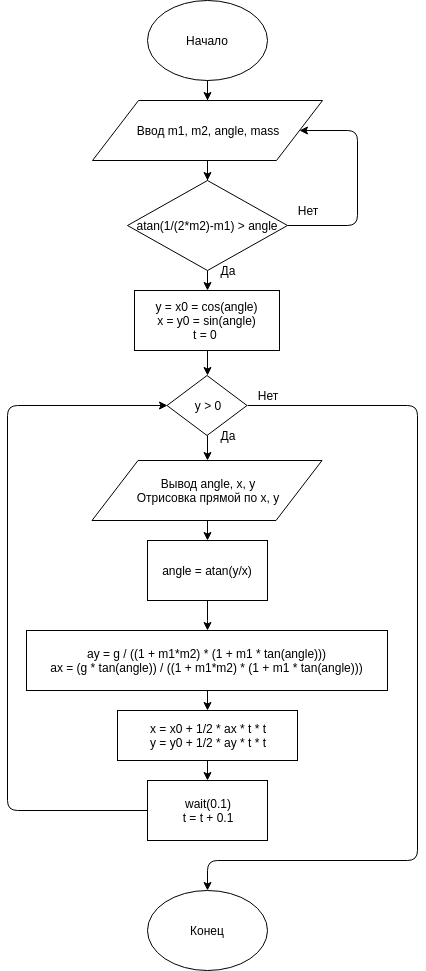 Начало
Ввод m1, m2, angle, mass
Нет
atan(1/(2*m2)-m1) > angle
Да
y = x0 = cos(angle)
x = y0 = sin(angle)
t = 0
Нет
y > 0
Да
Вывод angle, x, y
Отрисовка прямой по x, y
angle = atan(y/x)
ay = g / ((1 + m1*m2) * (1 + m1 * tan(angle)))
ax = (g * tan(angle)) / ((1 + m1*m2) * (1 + m1 * tan(angle)))
x = x0 + 1/2 * ax * t * t
y = y0 + 1/2 * ay * t * t
wait(0.1)
t = t + 0.1
Конец